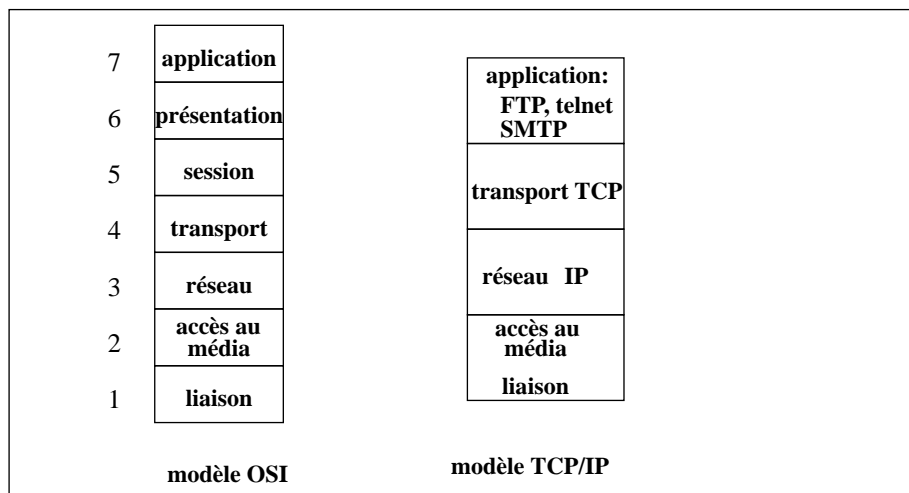 7 application
6 présentation
5 session
4 transport
3 réseau
2 accès au
média
1 liaison
modèle OSI
application:
FTP, telnet
SMTP
transport TCP
réseau IP
accès au
média
liaison
modèle TCP/IP